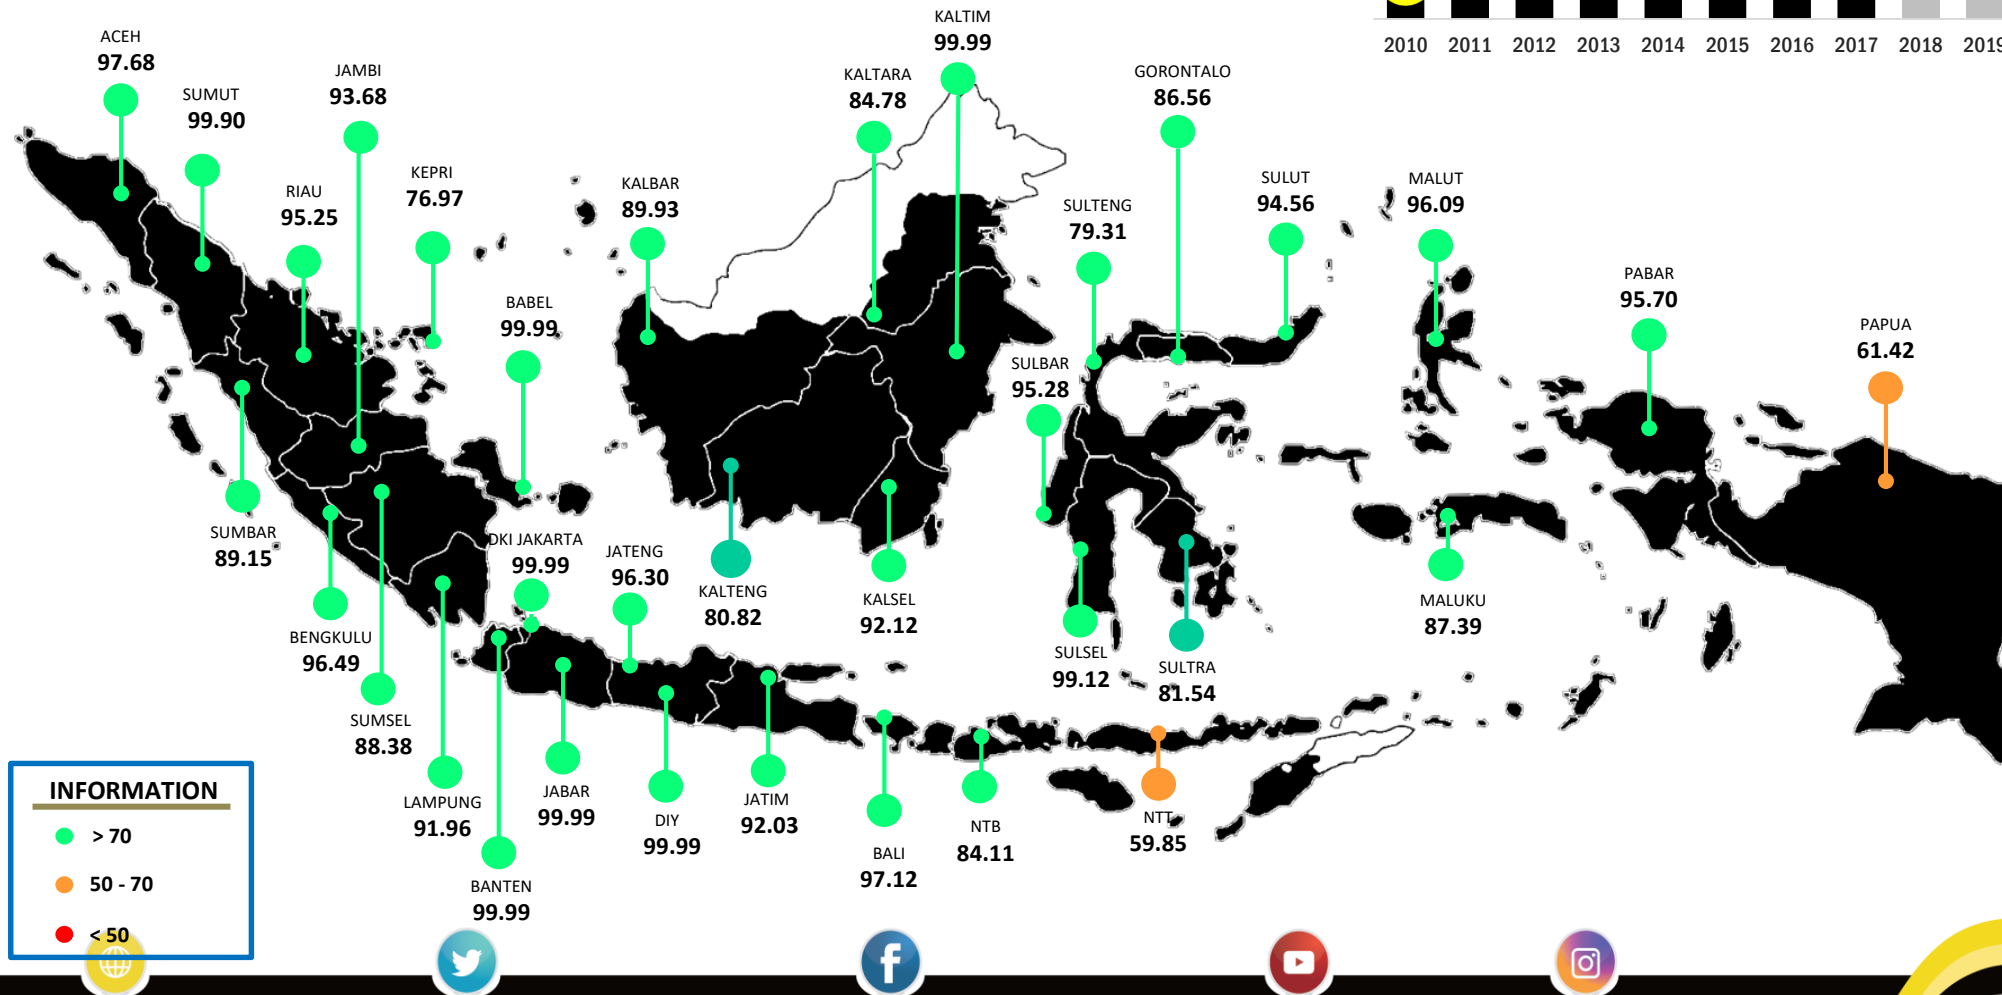 2010 2011 2012 2013 2014 2015 2016 2017 2018 2019
ACEH
97.68
SUMUT
99.90
JAMBI
93.68
RIAU
95.25
KEPRI
76.97
BABEL
99.99
KALBAR
89.93
KALTARA
84.78
KALTIM
99.99
GORONTALO
86.56
SULTENG
79.31
SULUT
94.56
MALUT
96.09
PABAR
95.70
PAPUA
61.42
SULBAR
95.28
SUMBAR
89.15
BENGKULU
96.49
SUMSEL
88.38
LAMPUNG
91.96
BANTEN
99.99
DKI JAKARTA
99.99
JATENG
96.30
JABAR
99.99
DIY
99.99
JATIM
92.03
KALTENG
80.82
KALSEL
92.12
SULSEL
99.12
SULTRA
81.54
MALUKU
87.39
BALI
97.12
NTB
84.11
NTT
59.85
INFORMATION
> 70
50 - 70
< 50